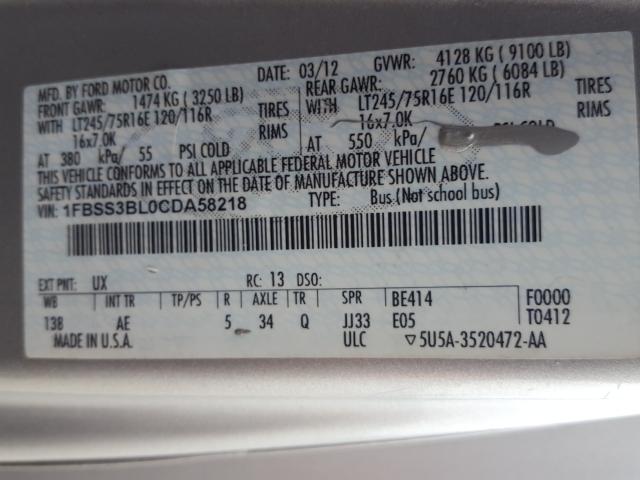 MFD. BY FORD MOTOR CO.
DATE: 03/12 GVWR: 4128 KG ( 9100 LB)
FRONT GAWR: 1474 KG ( 3250 LB)
REAR GAWR: 2760 KG ( 6084 LB)
WITH LT245/75R16E 120/116R TIRES
WITH LT245/75R16E 120/116R TIRES
16x7.0K RIMS
16x7.0K RIMS
AT 380 kPa/ 55 PSI COLD
AT 550 kPa/ PSI COLD
THIS VEHICLE CONFORMS TO ALL APPLICABLE FEDERAL MOTOR VEHICLE
SAFETY STANDARDS IN EFFECT ON THE DATE OF MANUFACTURE SHOWN ABOVE.
VIN: 1FBSS3BL0CDA58218 TYPE: Bus (Not school bus)
EXT PNT: UX RC: 13 DSO:
WB INT TR TP/PS R AXLE TR SPR BE414 F0000
138 AE 5 34 Q JJ33 E05 T0412
MADE IN U.S.A. ULC ▽5U5A-3520472-AA